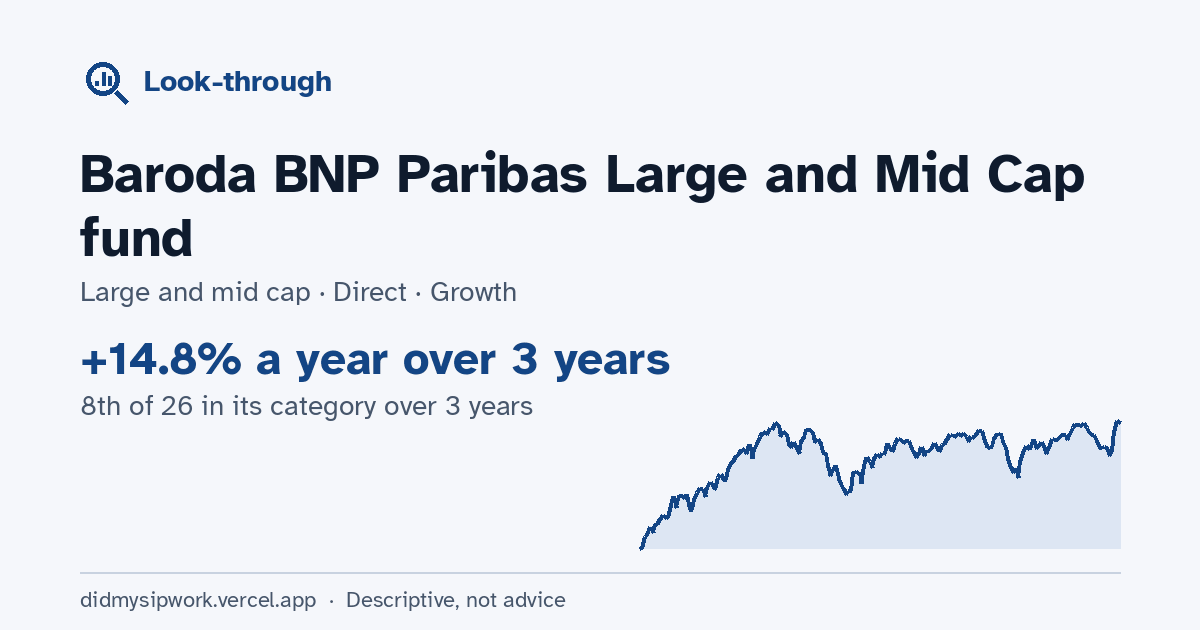 Look-through
Baroda BNP Paribas Large and Mid Cap
fund
Large and mid cap · Direct · Growth
+14.8% a year over 3 years
8th of 26 in its category over 3 years
didmysipwork.vercel.app · Descriptive, not advice